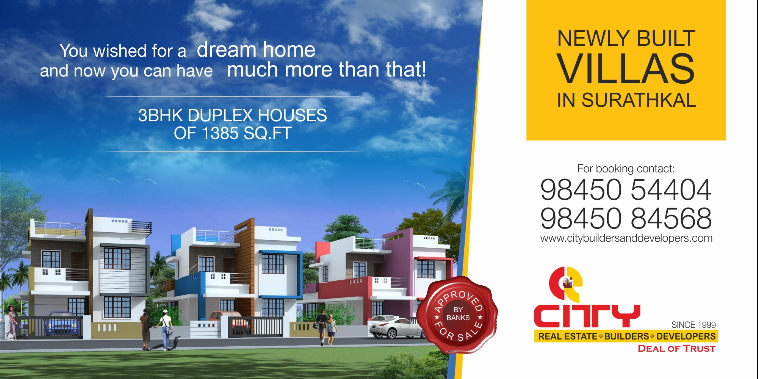 You wished for a dream home
and now you can have much more than that!
3BHK DUPLEX HOUSES
OF 1385 SQ.FT
APPROVED
BY
BANKS
FOR SALE
NEWLY BUILT
VILLAS
IN SURATHKAL
For booking contact:
98450 54404
98450 84568
www.citybuildersanddevelopers.com
CITY
SINCE 1999
REAL ESTATE • BUILDERS • DEVELOPERS
DEAL OF TRUST